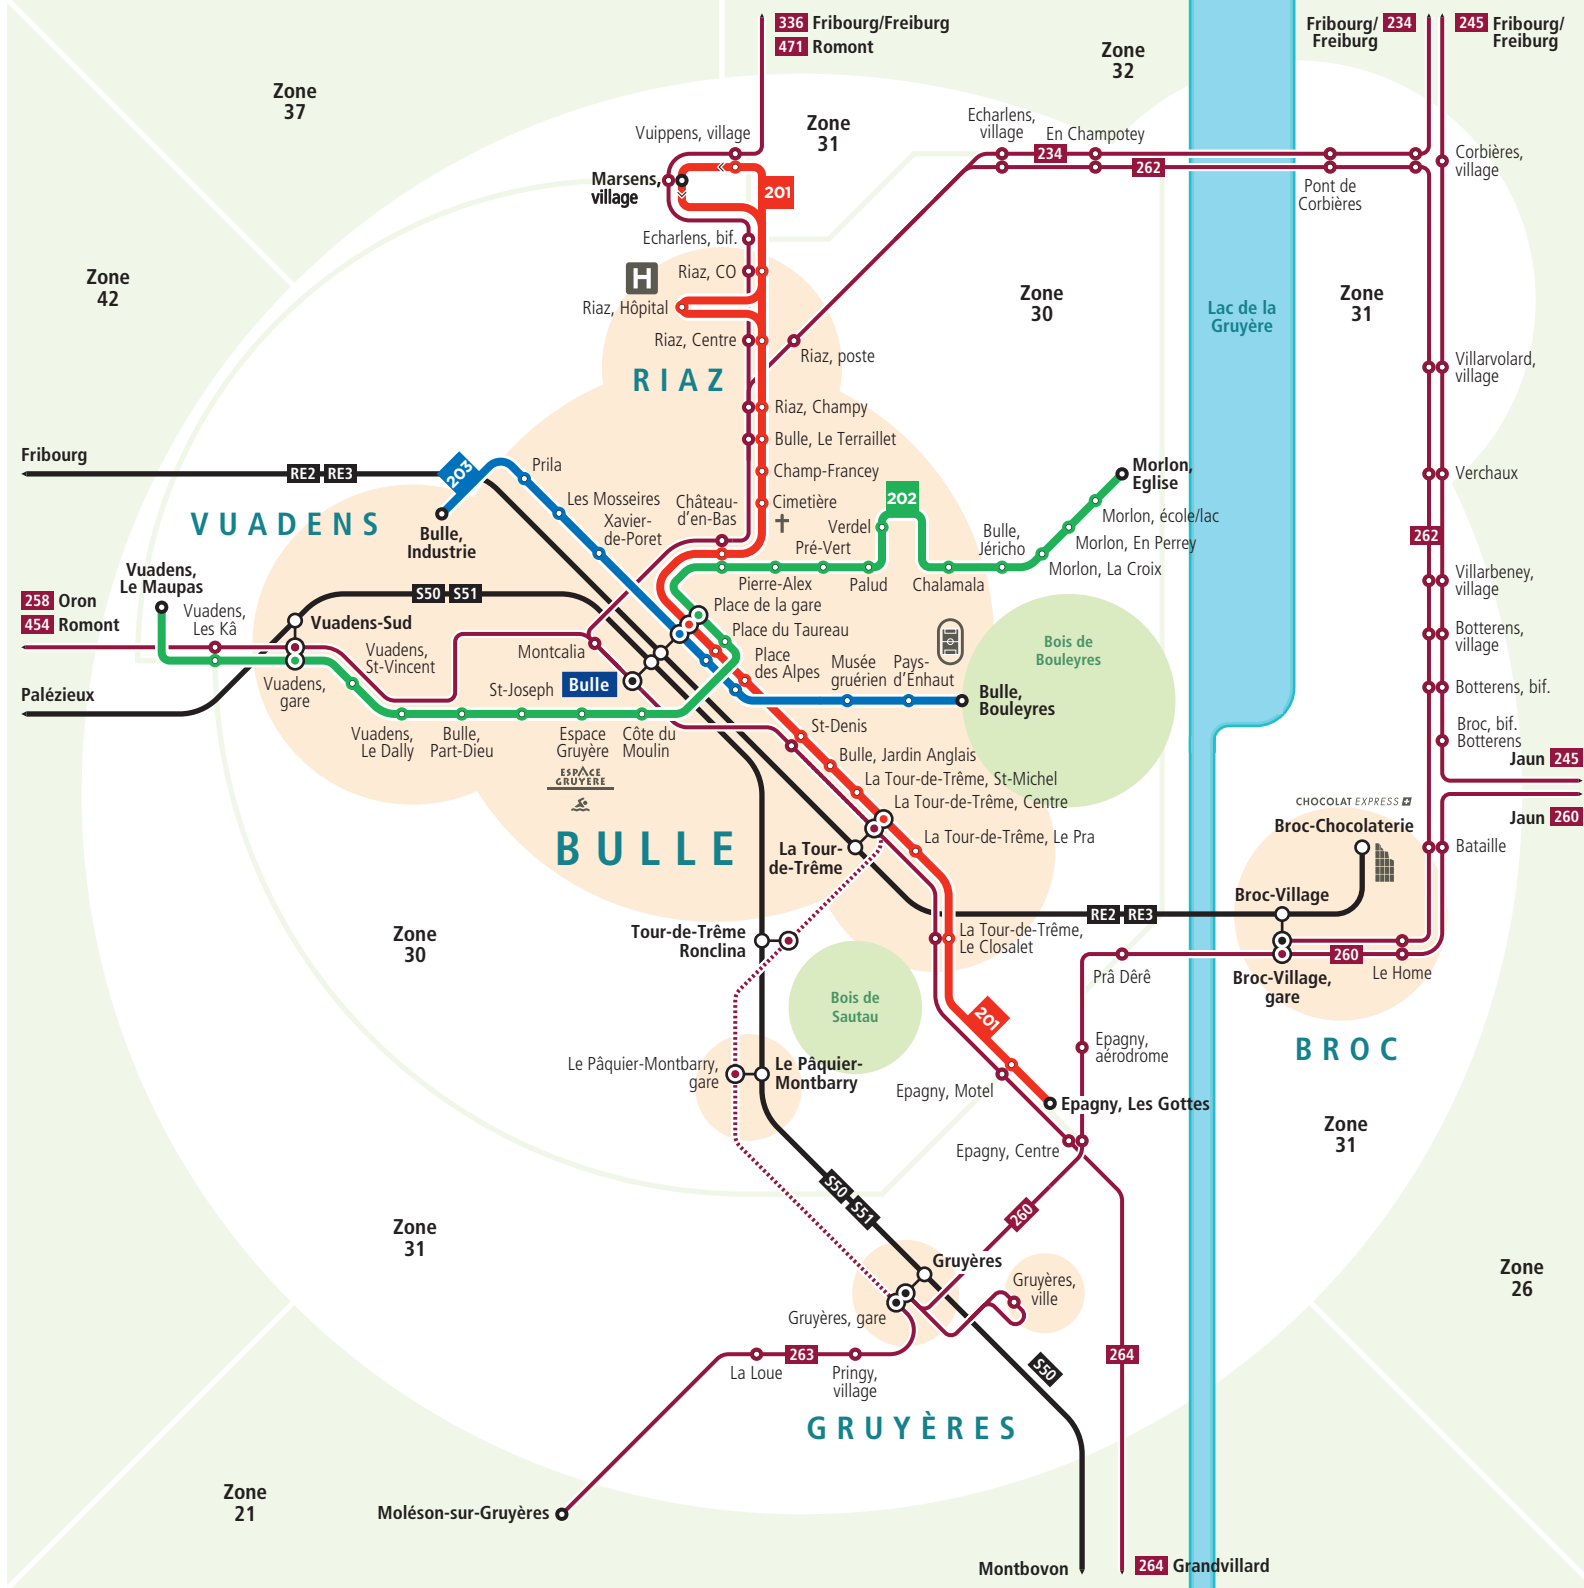 336 Fribourg/Freiburg
471 Romont
Fribourg/ 234
Freiburg
245 Fribourg/
Freiburg
Zone
32
Zone
37
Zone
31
Vuippens, village
Echarlens,
village
En Champotey
234
262
Corbières,
village
Pont de
Corbières
Marsens,
village
201
Echarlens, bif.
Zone
42
H
Riaz, CO
Riaz, Hôpital
Riaz, Centre
Riaz, poste
Zone
30
Lac de la
Gruyère
Zone
31
RIAZ
Villarvolard,
village
Riaz, Champy
Bulle, Le Terraillet
Fribourg
RE2 RE3
203
Prila
Champ-Francey
Morlon,
Eglise
Verchaux
VUADENS
Bulle,
Industrie
Les Mosseires
Xavier-
de-Poret
Château-
d'en-Bas
Cimetière
202
Verdel
Pré-Vert
Bulle,
Jéricho
Morlon, école/lac
Morlon, En Perrey
Morlon, La Croix
262
Pierre-Alex
Palud
Chalamala
Villarbeney,
village
Vuadens,
Le Maupas
258 Oron
454 Romont
Vuadens,
Les Kâ
S50 S51
Vuadens-Sud
Place de la gare
Place du Taureau
Place
des Alpes
Musée
gruérien
Pays-
d'Enhaut
Bois de
Bouleyres
Botterens,
village
Vuadens,
St-Vincent
Montcalia
St-Joseph
Bulle
Vuadens,
gare
Palézieux
Bulle,
Bouleyres
Botterens, bif.
Vuadens,
Le Dally
Bulle,
Part-Dieu
Espace
Gruyère
Côte du
Moulin
St-Denis
Broc, bif.
Botterens
Jaun 245
ESPACE
GRUYERE
Bulle, Jardin Anglais
La Tour-de-Trême, St-Michel
La Tour-de-Trême, Centre
La Tour-de-Trême, Le Pra
CHOCOLAT EXPRESS
Jaun 260
Broc-Chocolaterie
Bataille
BULLE
La Tour-
de-Trême
Broc-Village
RE2 RE3
Zone
30
Tour-de-Trême
Ronclina
La Tour-de-Trême,
Le Closalet
Prâ Dêrê
Broc-Village,
gare
260
Le Home
Bois de
Sautau
201
Epagny,
aérodrome
BROC
Le Pâquier-Montbarry,
gare
Le Pâquier-
Montbarry
Epagny, Motel
Epagny, Les Gottes
Epagny, Centre
Zone
31
S50 S51
260
Zone
31
Gruyères
Gruyères,
ville
Zone
26
Gruyères, gare
La Loue
263
Pringy,
village
S50
264
GRUYÈRES
Zone
21
Moléson-sur-Gruyères
Montbovon
264 Grandvillard